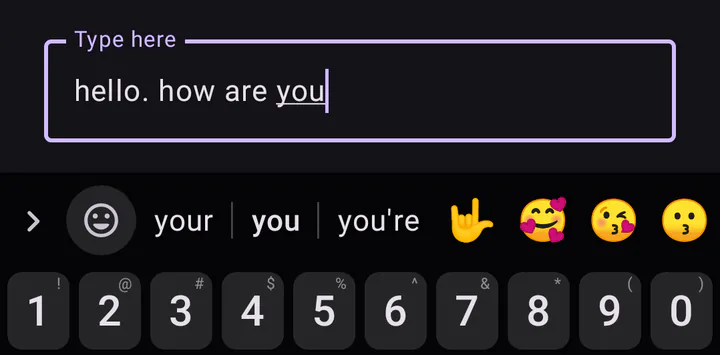 Type here
hello. how are you
your you you're
! @ # $ % ^ & * ( )
1 2 3 4 5 6 7 8 9 0